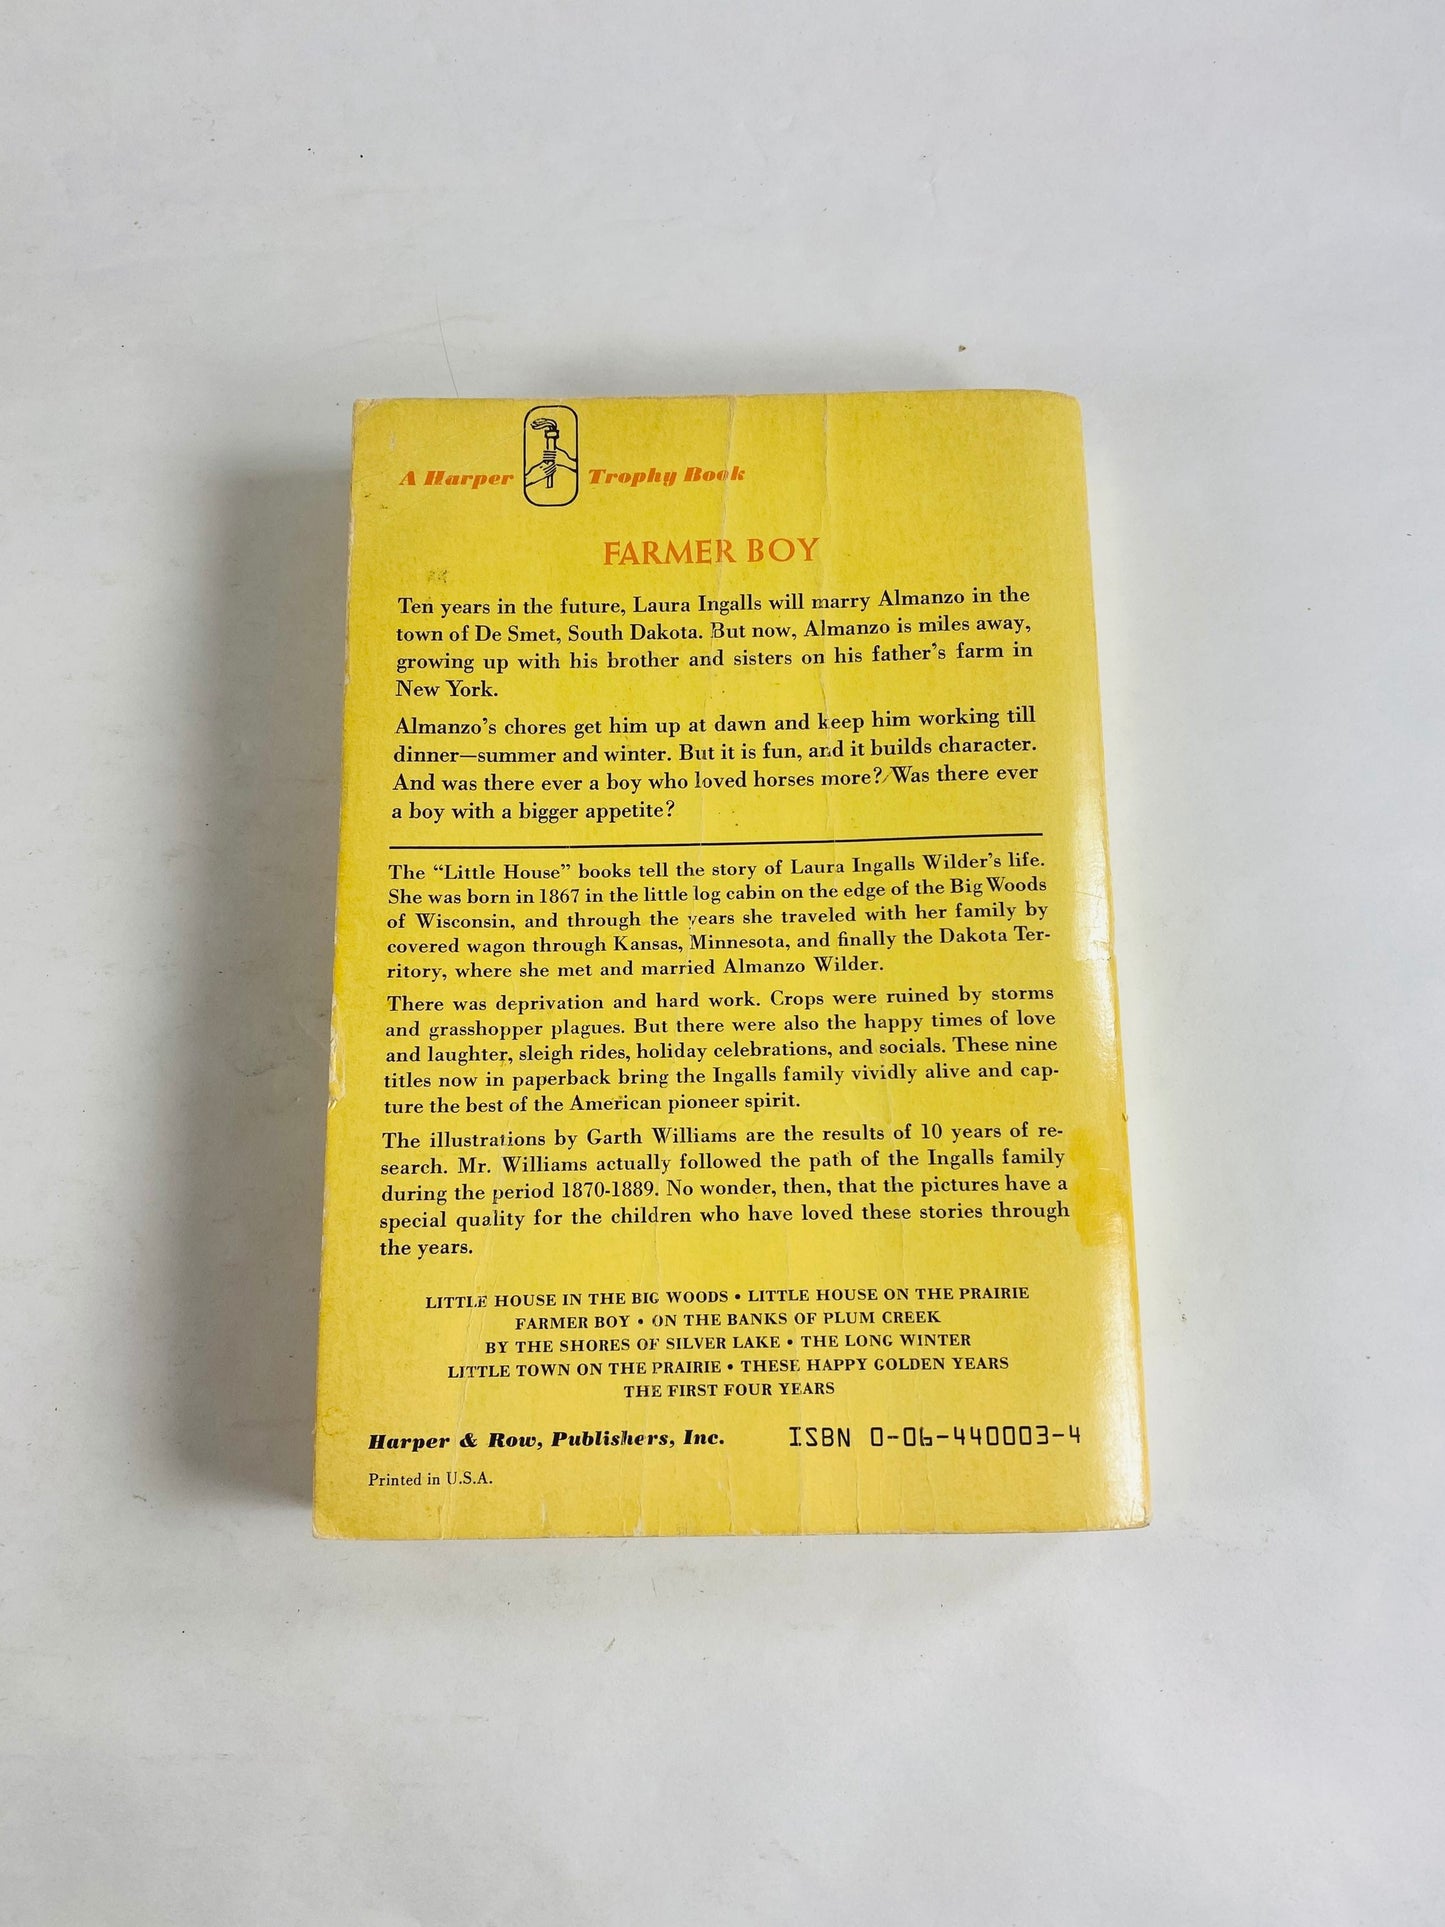 A Harper Trophy Book
FARMER BOY
Ten years in the future, Laura Ingalls will marry Almanzo in the
town of De Smet, South Dakota. But now, Almanzo is miles away,
growing up with his brother and sisters on his father's farm in
New York.
Almanzo's chores get him up at dawn and keep him working till
dinner—summer and winter. But it is fun, and it builds character.
And was there ever a boy who loved horses more? Was there ever
a boy with a bigger appetite?
The “Little House” books tell the story of Laura Ingalls Wilder's life.
She was born in 1867 in the little log cabin on the edge of the Big Woods
of Wisconsin, and through the years she traveled with her family by
covered wagon through Kansas, Minnesota, and finally the Dakota Ter-
ritory, where she met and married Almanzo Wilder.
There was deprivation and hard work. Crops were ruined by storms
and grasshopper plagues. But there were also the happy times of love
and laughter, sleigh rides, holiday celebrations, and socials. These nine
titles now in paperback bring the Ingalls family vividly alive and cap-
ture the best of the American pioneer spirit.
The illustrations by Garth Williams are the results of 10 years of re-
search. Mr. Williams actually followed the path of the Ingalls family
during the period 1870-1889. No wonder, then, that the pictures have a
special quality for the children who have loved these stories through
the years.
LITTLE HOUSE IN THE BIG WOODS • LITTLE HOUSE ON THE PRAIRIE
FARMER BOY • ON THE BANKS OF PLUM CREEK
BY THE SHORES OF SILVER LAKE • THE LONG WINTER
LITTLE TOWN ON THE PRAIRIE • THESE HAPPY GOLDEN YEARS
THE FIRST FOUR YEARS
Harper & Row, Publishers, Inc. ISBN 0-06-440003-4
Printed in U.S.A.